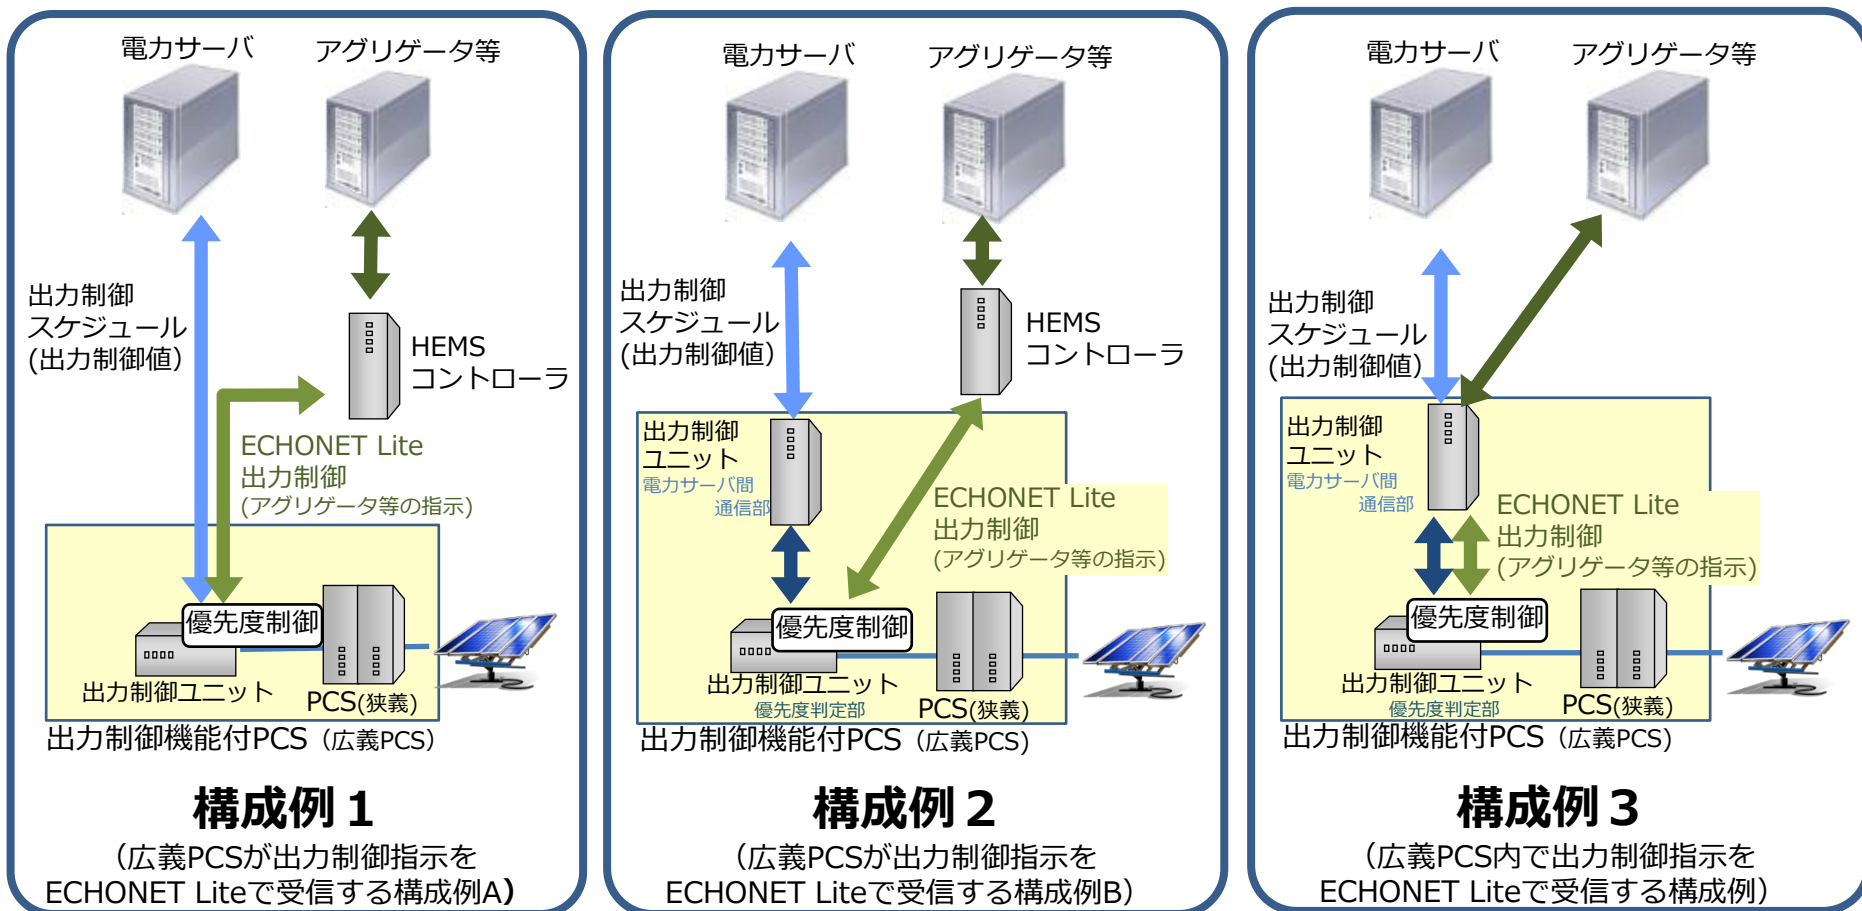 電力サーバ
アグリゲータ等
出力制御
スケジュール
(出力制御値)
HEMS
コントローラ
ECHONET Lite
出力制御
(アグリゲータ等の指示)
優先度制御
出力制御ユニット
PCS(狭義)
出力制御機能付PCS（広義PCS）
構成例１
（広義PCSが出力制御指示を
ECHONET Liteで受信する構成例A）
電力サーバ
アグリゲータ等
出力制御
スケジュール
(出力制御値)
HEMS
コントローラ
出力制御
ユニット
電力サーバ間
通信部
ECHONET Lite
出力制御
(アグリゲータ等の指示)
優先度制御
出力制御ユニット
優先度判定部
PCS(狭義)
出力制御機能付PCS（広義PCS）
構成例２
（広義PCSが出力制御指示を
ECHONET Liteで受信する構成例B）
電力サーバ
アグリゲータ等
出力制御
スケジュール
(出力制御値)
出力制御
ユニット
電力サーバ間
通信部
ECHONET Lite
出力制御
(アグリゲータ等の指示)
優先度制御
出力制御ユニット
優先度判定部
PCS(狭義)
出力制御機能付PCS（広義PCS）
構成例３
（広義PCS内で出力制御指示を
ECHONET Liteで受信する構成例）